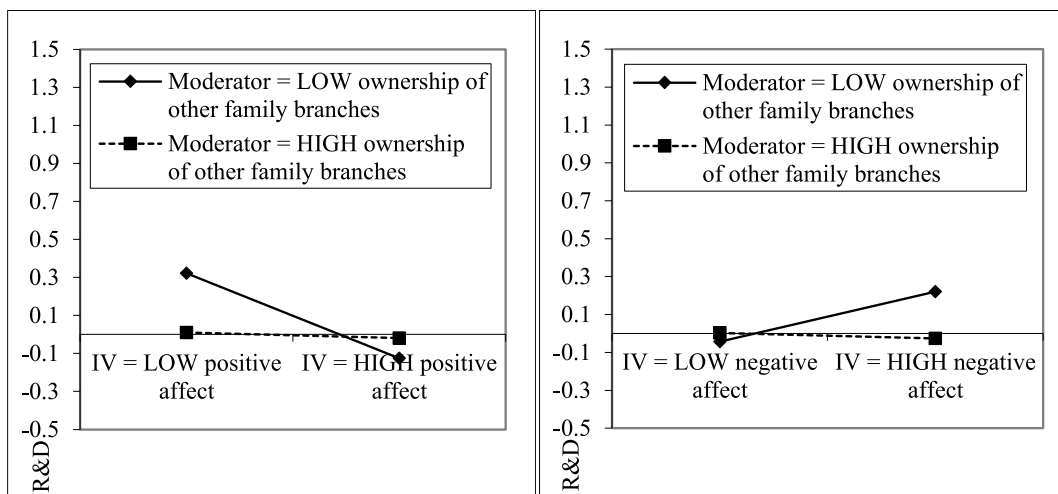 1.5
1.3
1.1
0.9
0.7
0.5
0.3
0.1
-0.1
-0.3
-0.5
R&D
Moderator = LOW ownership of
other family branches
Moderator = HIGH ownership
of other family branches
IV = LOW positive
affect
IV = HIGH positive
affect
1.5
1.3
1.1
0.9
0.7
0.5
0.3
0.1
-0.1
-0.3
-0.5
R&D
Moderator = LOW ownership of
other family branches
Moderator = HIGH ownership
of other family branches
IV = LOW negative
affect
IV = HIGH negative
affect